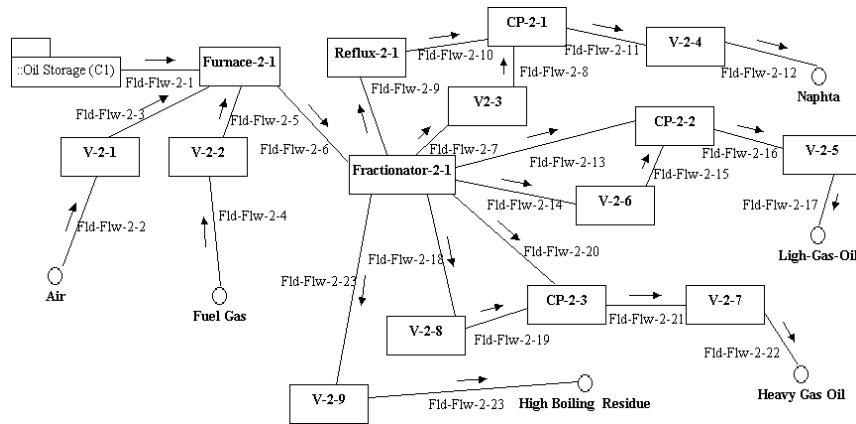 CP-2-1
Reflux-2-1
Fld-Flw-2-10
Fld-Flw-2-11
V-2-4
Furnace-2-1
::Oil Storage (C1)
Fld-Flw-2-1
Fld-Flw-2-8
Fld-Flw-2-12
Naphta
Fld-Flw-2-9
V2-3
Fld-Flw-2-3
Fld-Flw-2-5
CP-2-2
V-2-1
V-2-2
Fld-Flw-2-6
Fld-Flw-2-7
Fld-Flw-2-13
Fld-Flw-2-16
V-2-5
Fractionator-2-1
Fld-Flw-2-15
V-2-6
Fld-Flw-2-14
Fld-Flw-2-17
Fld-Flw-2-2
Fld-Flw-2-4
Fld-Flw-2-20
Ligh-Gas-Oil
Fld-Flw-2-18
Fld-Flw-2-23
Air
Fuel Gas
CP-2-3
V-2-7
Fld-Flw-2-21
V-2-8
Fld-Flw-2-19
Fld-Flw-2-22
Heavy Gas Oil
V-2-9
Fld-Flw-2-23
High Boiling Residue